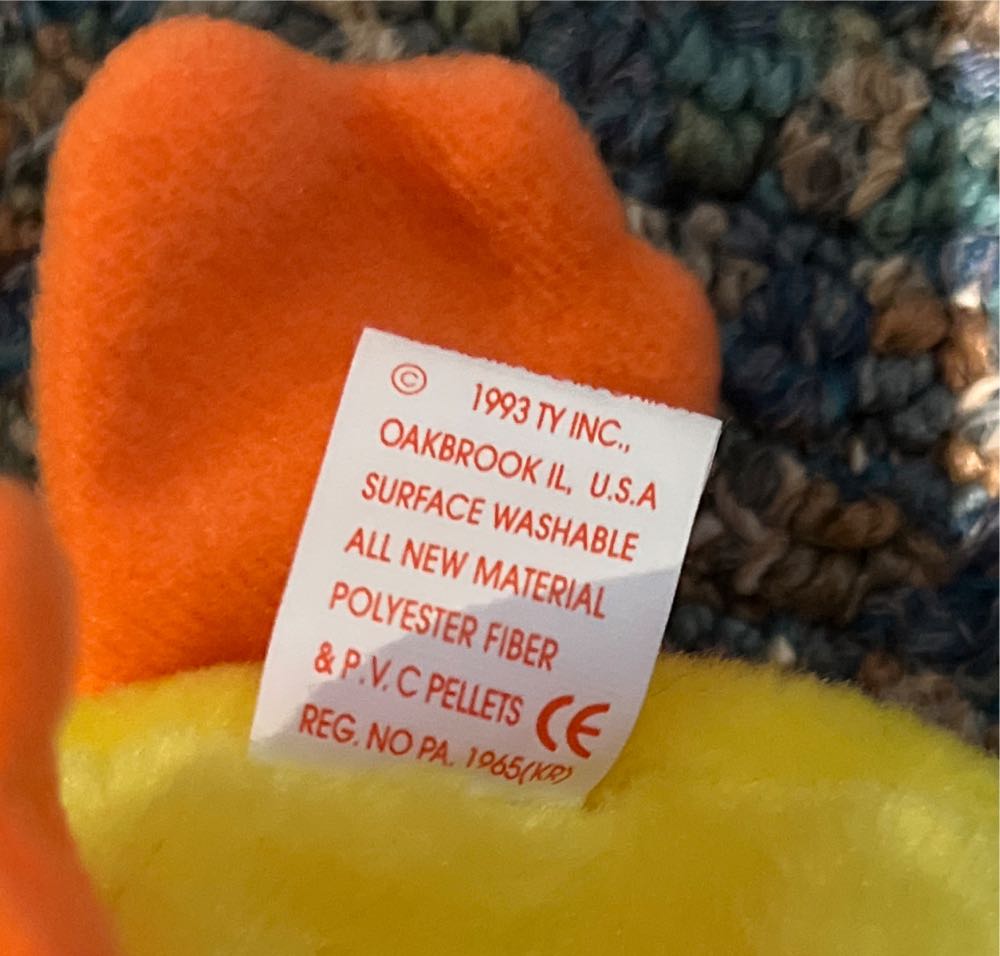 © 1993 TY INC.,
OAKBROOK IL, U.S.A
SURFACE WASHABLE
ALL NEW MATERIAL
POLYESTER FIBER
& P.V.C PELLETS CE
REG. NO PA. 1965(KR)